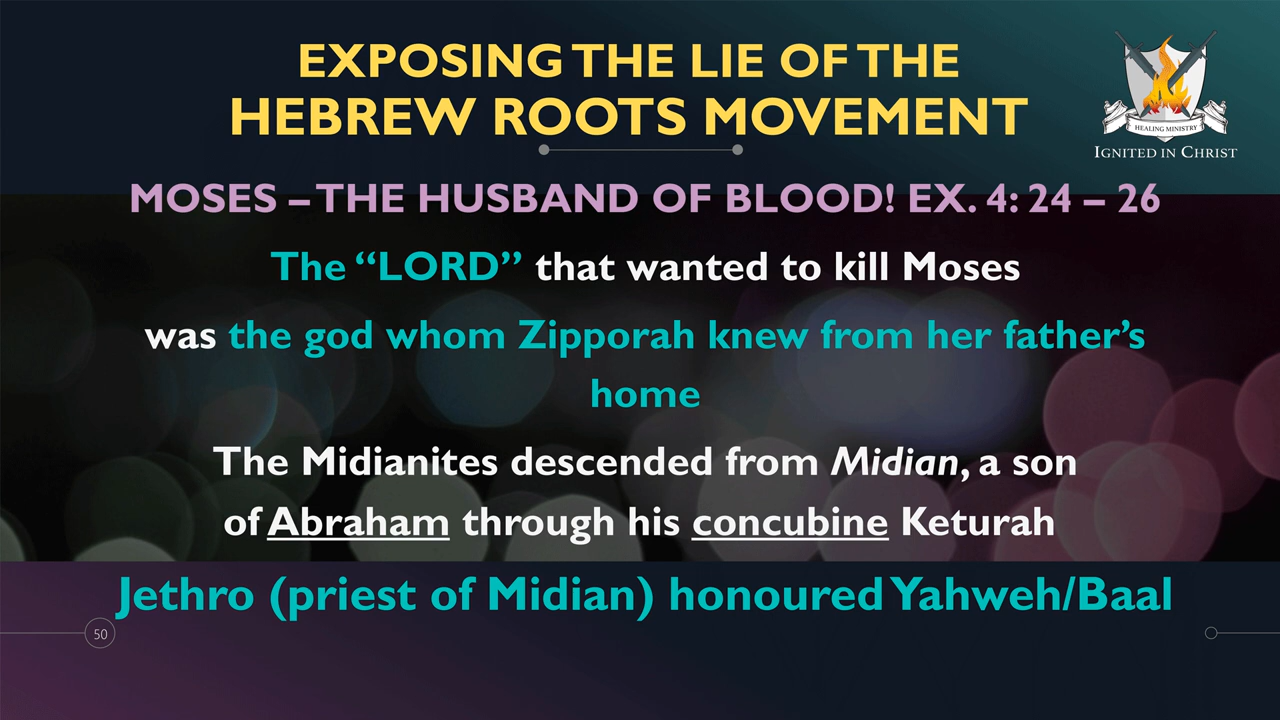 EXPOSING THE LIE OF THE
HEBREW ROOTS MOVEMENT
HEALING MINISTRY
IGNITED IN CHRIST
MOSES – THE HUSBAND OF BLOOD! EX. 4: 24 – 26
The “LORD” that wanted to kill Moses
was the god whom Zipporah knew from her father’s
home
The Midianites descended from Midian, a son
of Abraham through his concubine Keturah
Jethro (priest of Midian) honoured Yahweh/Baal
50